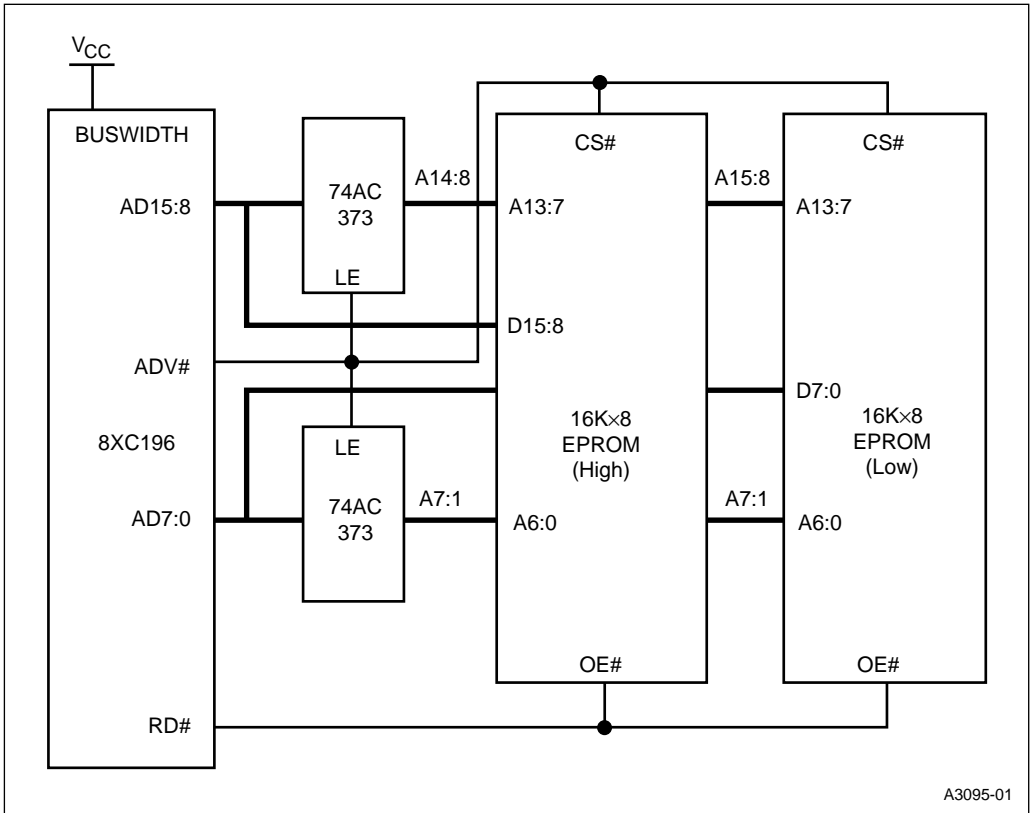 VCC
BUSWIDTH
AD15:8
ADV#
8XC196
AD7:0
RD#
74AC
373
LE
A14:8
LE
74AC
373
A7:1
CS#
A13:7
D15:8
16K×8
EPROM
(High)
A6:0
OE#
A15:8
A7:1
CS#
A13:7
D7:0
16K×8
EPROM
(Low)
A6:0
OE#
A3095-01